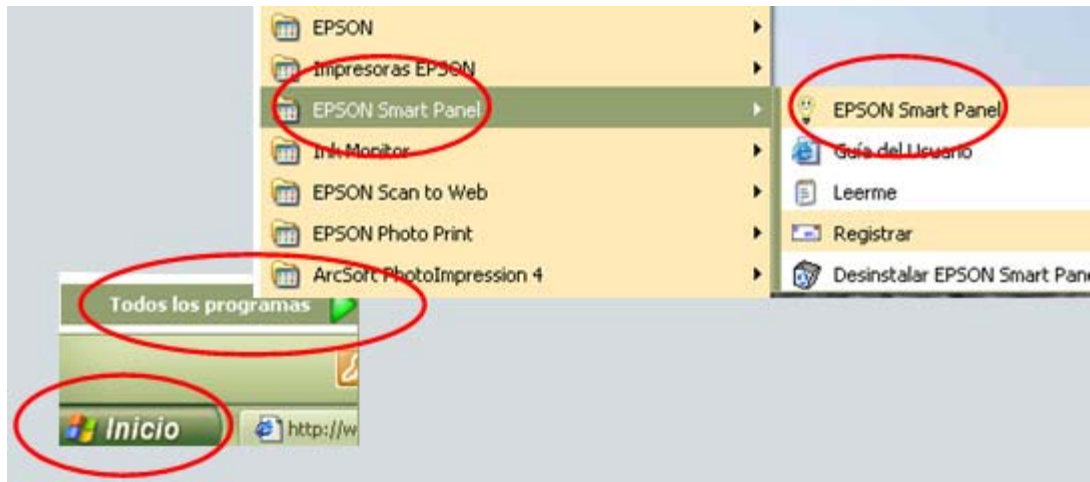 EPSON
Impresoras EPSON
EPSON Smart Panel
Ink Monitor
EPSON Scan to Web
EPSON Photo Print
ArcSoft PhotoImpression 4
EPSON Smart Panel
Guía del Usuario
Leerme
Registrar
Desinstalar EPSON Smart Pane
Todos los programas
Inicio
http://w